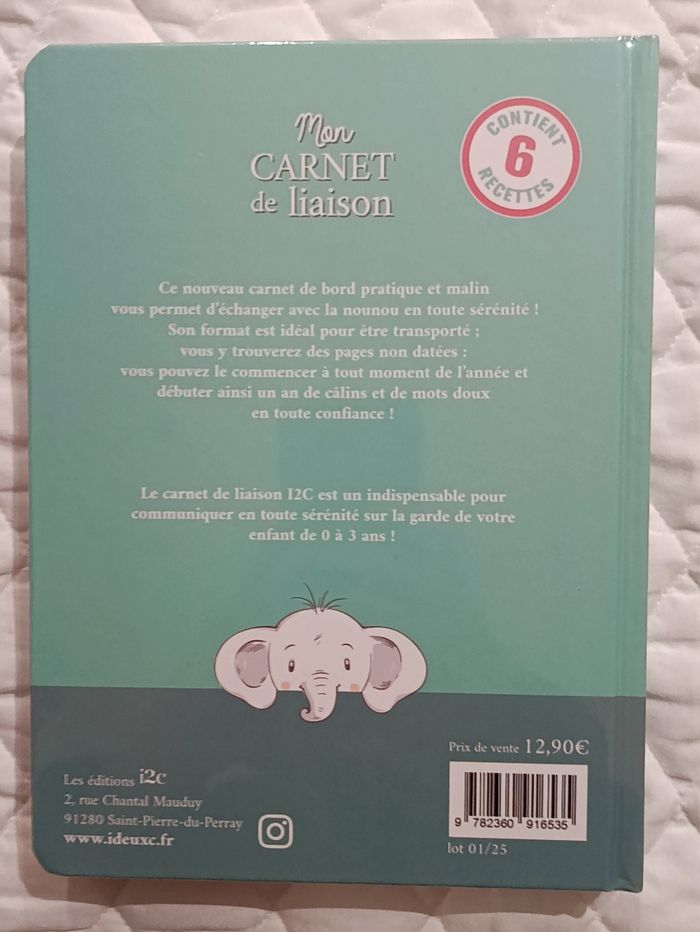 Mon
CARNET
de liaison
CONTIENT
6
RECETTES
Ce nouveau carnet de bord pratique et malin
vous permet d'échanger avec la nounou en toute sérénité !
Son format est idéal pour être transporté ;
vous y trouverez des pages non datées :
vous pouvez le commencer à tout moment de l'année et
débuter ainsi un an de câlins et de mots doux
en toute confiance !
Le carnet de liaison I2C est un indispensable pour
communiquer en toute sérénité sur la garde de votre
enfant de 0 à 3 ans !
Les éditions i2c
2, rue Chantal Mauduy
91280 Saint-Pierre-du-Perray
www.ideuxc.fr
Prix de vente 12,90€
9 782360 916535
lot 01/25